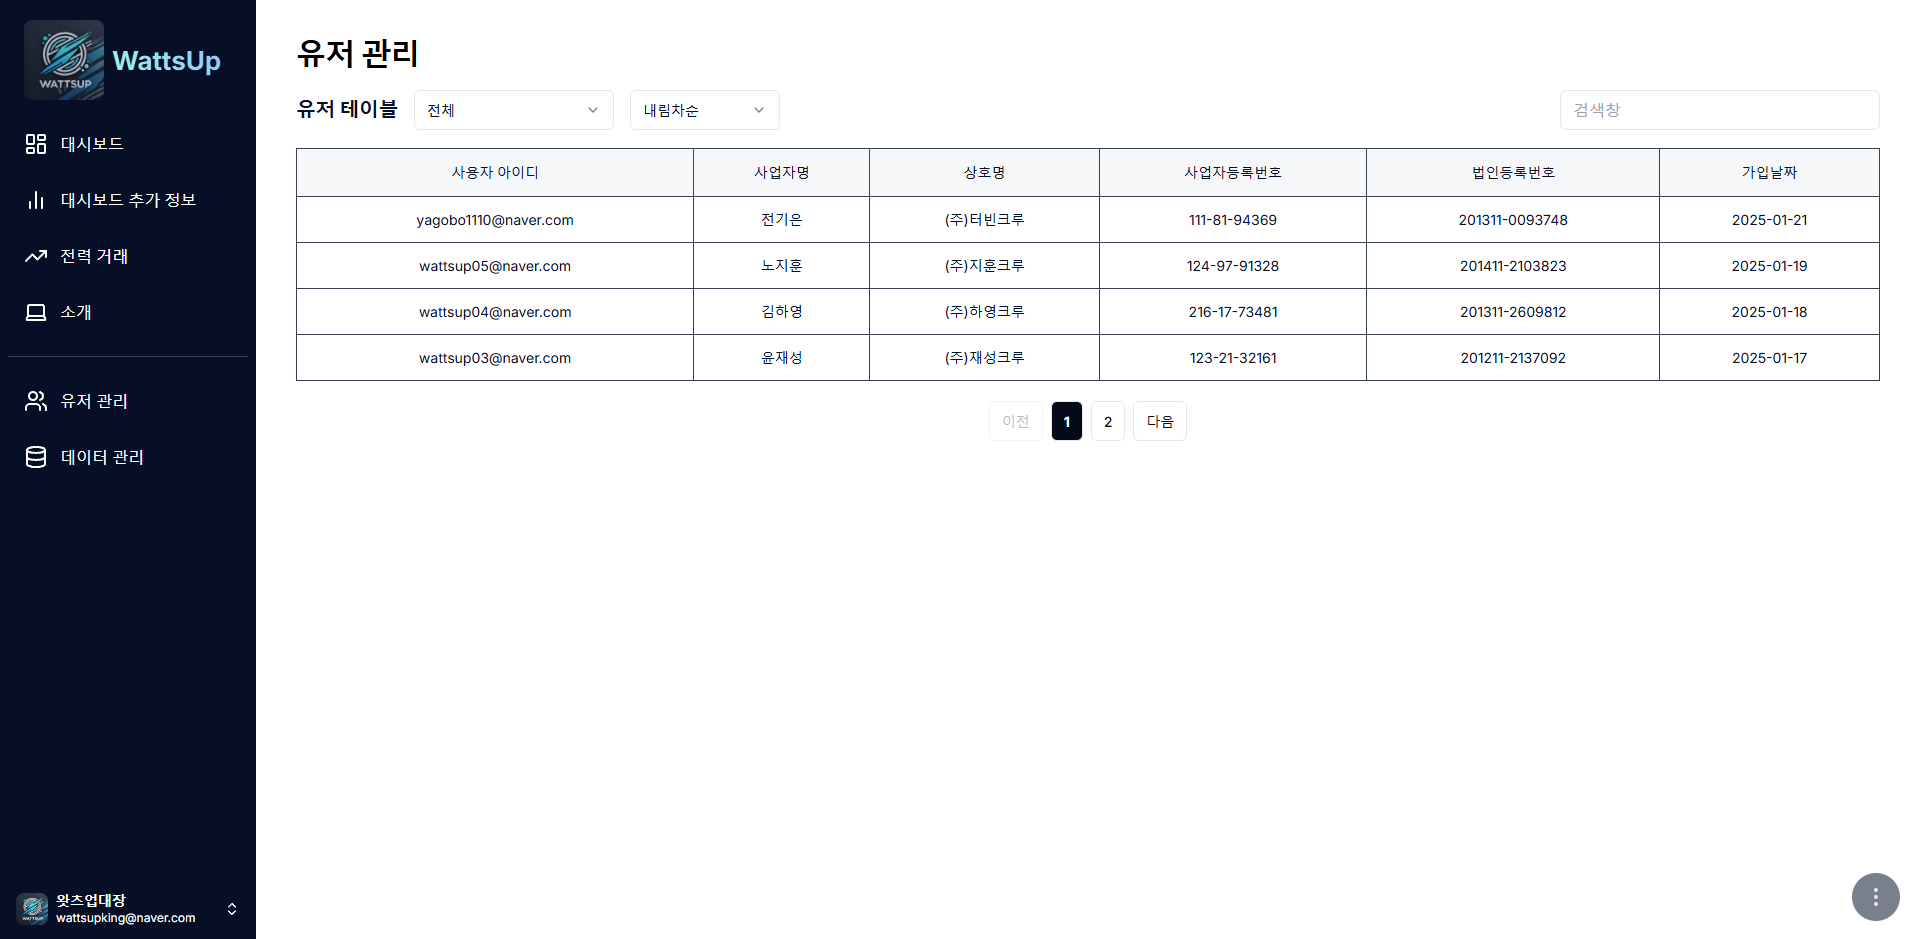 WATTSUP
WattsUp
대시보드
대시보드 추가 정보
전력 거래
소개
유저 관리
데이터 관리
왓츠업대장
wattsupking@naver.com
유저 관리
유저 테이블 전체 내림차순 검색창
사용자 아이디 사업자명 상호명 사업자등록번호 법인등록번호 가입날짜
yagobo1110@naver.com 전기은 (주)터빈크루 111-81-94369 201311-0093748 2025-01-21
wattsup05@naver.com 노지훈 (주)지훈크루 124-97-91328 201411-2103823 2025-01-19
wattsup04@naver.com 김하영 (주)하영크루 216-17-73481 201311-2609812 2025-01-18
wattsup03@naver.com 윤재성 (주)재성크루 123-21-32161 201211-2137092 2025-01-17
이전 1 2 다음